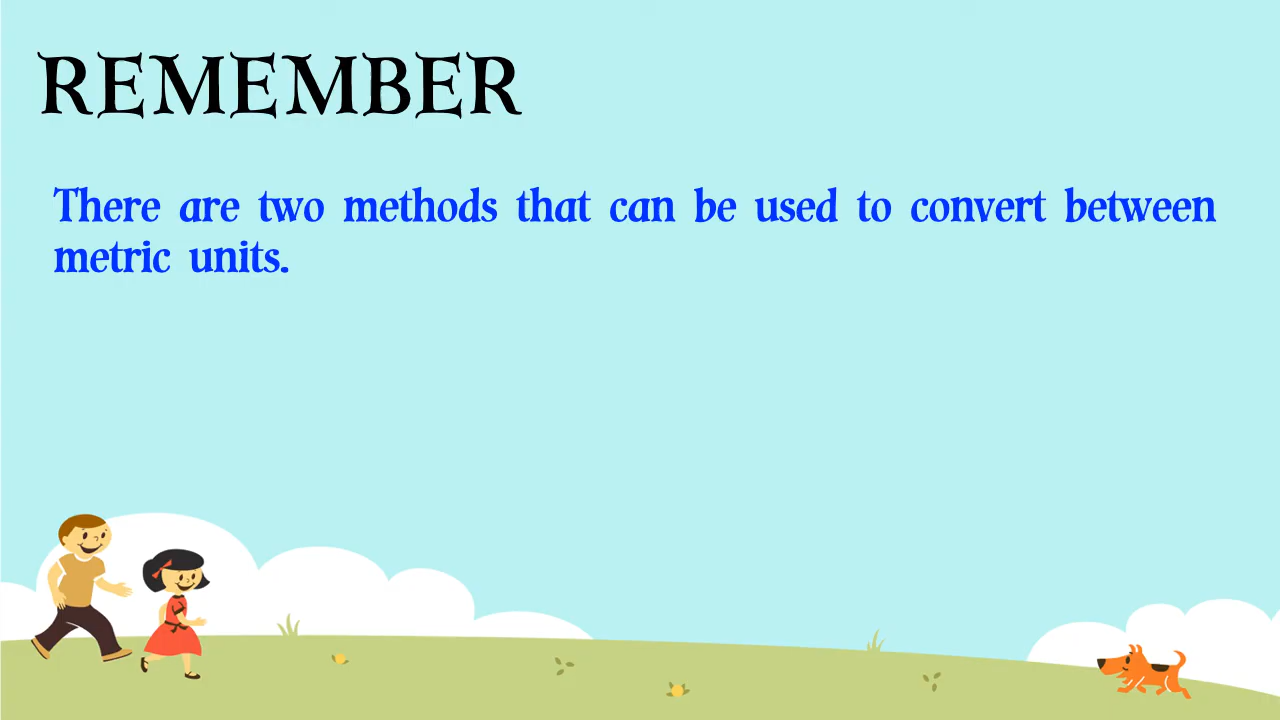 REMEMBER
There are two methods that can be used to convert between
metric units.